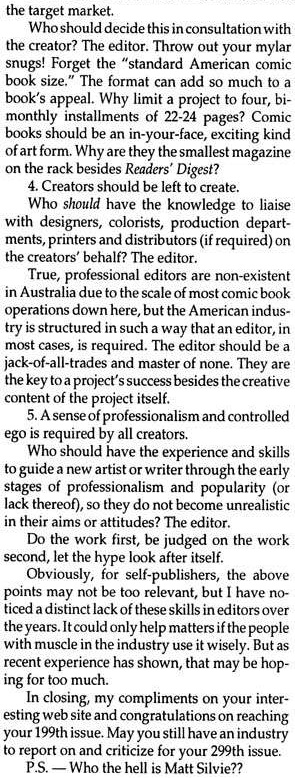 the target market.
Who should decide this in consultation with
the creator? The editor. Throw out your mylar
snugs! Forget the "standard American comic
book size." The format can add so much to a
book's appeal. Why limit a project to four, bi-
monthly installments of 22-24 pages? Comic
books should be an in-your-face, exciting kind
of art form. Why are they the smallest magazine
on the rack besides Readers' Digest?
4. Creators should be left to create.
Who should have the knowledge to liaise
with designers, colorists, production depart-
ments, printers and distributors (if required) on
the creators' behalf? The editor.
True, professional editors are non-existent
in Australia due to the scale of most comic book
operations down here, but the American indus-
try is structured in such a way that an editor, in
most cases, is required. The editor should be a
jack-of-all-trades and master of none. They are
the key to a project's success besides the creative
content of the project itself.
5. A sense of professionalism and controlled
ego is required by all creators.
Who should have the experience and skills
to guide a new artist or writer through the early
stages of professionalism and popularity (or
lack thereof), so they do not become unrealistic
in their aims or attitudes? The editor.
Do the work first, be judged on the work
second, let the hype look after itself.
Obviously, for self-publishers, the above
points may not be too relevant, but I have no-
ticed a distinct lack of these skills in editors over
the years. It could only help matters if the people
with muscle in the industry use it wisely. But as
recent experience has shown, that may be hop-
ing for too much.
In closing, my compliments on your inter-
esting web site and congratulations on reaching
your 199th issue. May you still have an industry
to report on and criticize for your 299th issue.
P.S. — Who the hell is Matt Silvie??